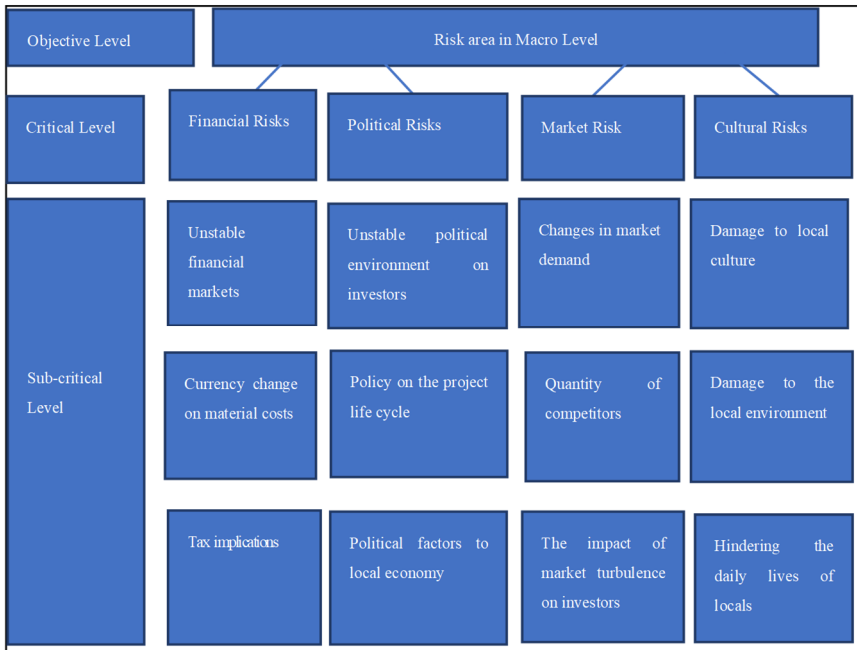 Objective Level
Risk area in Macro Level
Critical Level
Financial Risks
Political Risks
Market Risk
Cultural Risks
Sub-critical
Level
Unstable
financial
markets
Unstable political
environment on
investors
Changes in market
demand
Damage to local
culture
Currency change
on material costs
Policy on the project
life cycle
Quantity of
competitors
Damage to the
local environment
Tax implications
Political factors to
local economy
The impact of
market turbulence
on investors
Hindering the
daily lives of
locals